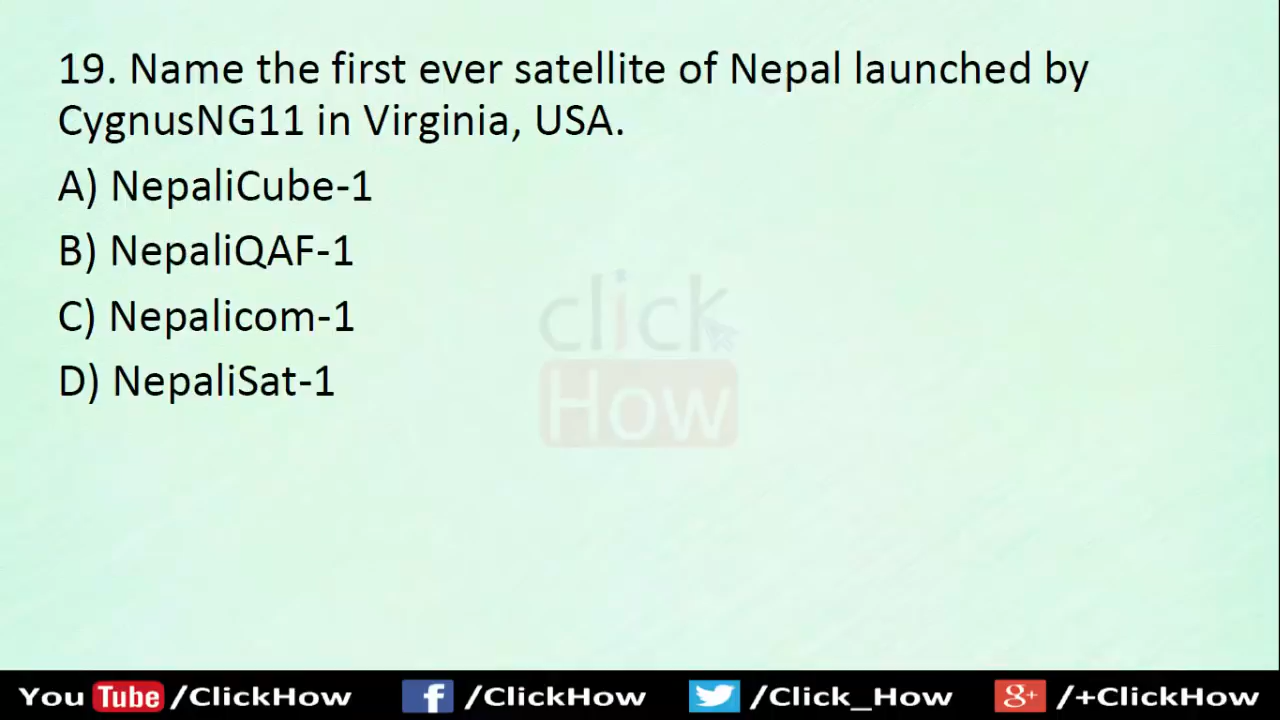 19. Name the first ever satellite of Nepal launched by
CygnusNG11 in Virginia, USA.
A) NepaliCube-1
B) NepaliQAF-1
C) Nepalicom-1
D) NepaliSat-1
click
How
You Tube /ClickHow f /ClickHow /Click_How g+ /+ClickHow